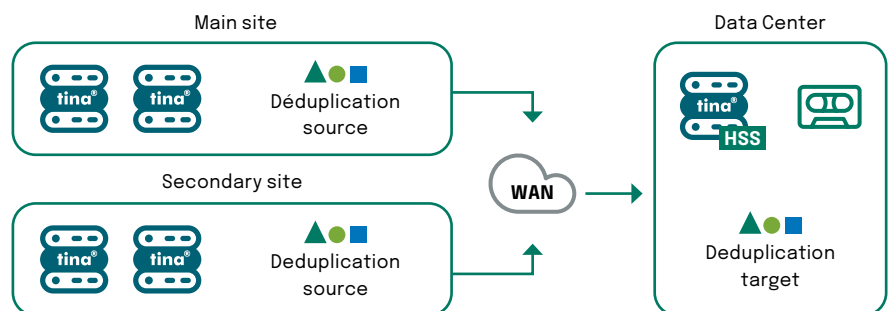 Main site
tina®
tina®
Déduplication
source
Secondary site
tina®
tina®
Deduplication
source
WAN
Data Center
tina®
HSS
Deduplication
target